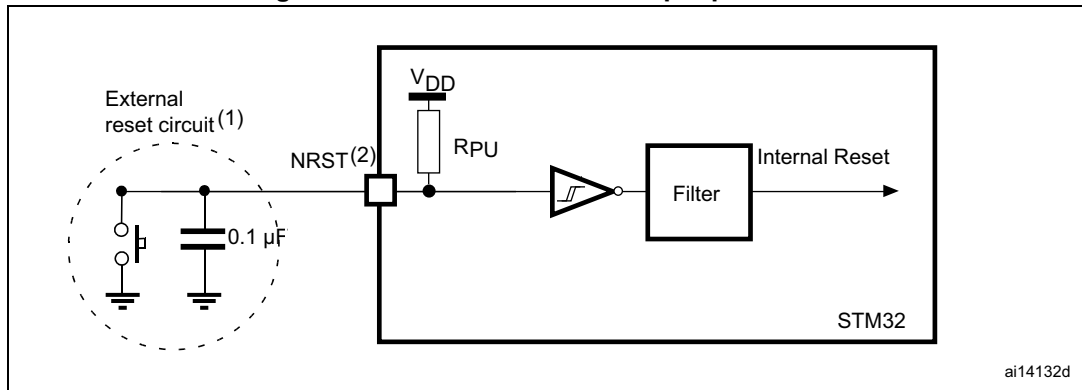 External
reset circuit(1)
NRST(2)
VDD
RPU
Filter
Internal Reset
0.1 µF
STM32
ai14132d